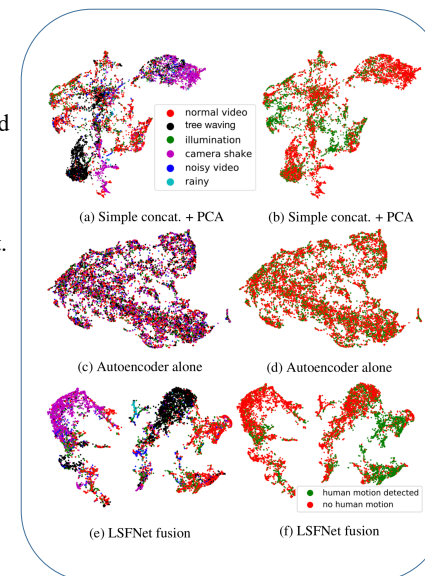 d
normal video
tree waving
illumination
camera shake
noisy video
rainy
(a) Simple concat. + PCA
(b) Simple concat. + PCA
t.
(c) Autoencoder alone
(d) Autoencoder alone
human motion detected
no human motion
(e) LSFNet fusion
(f) LSFNet fusion